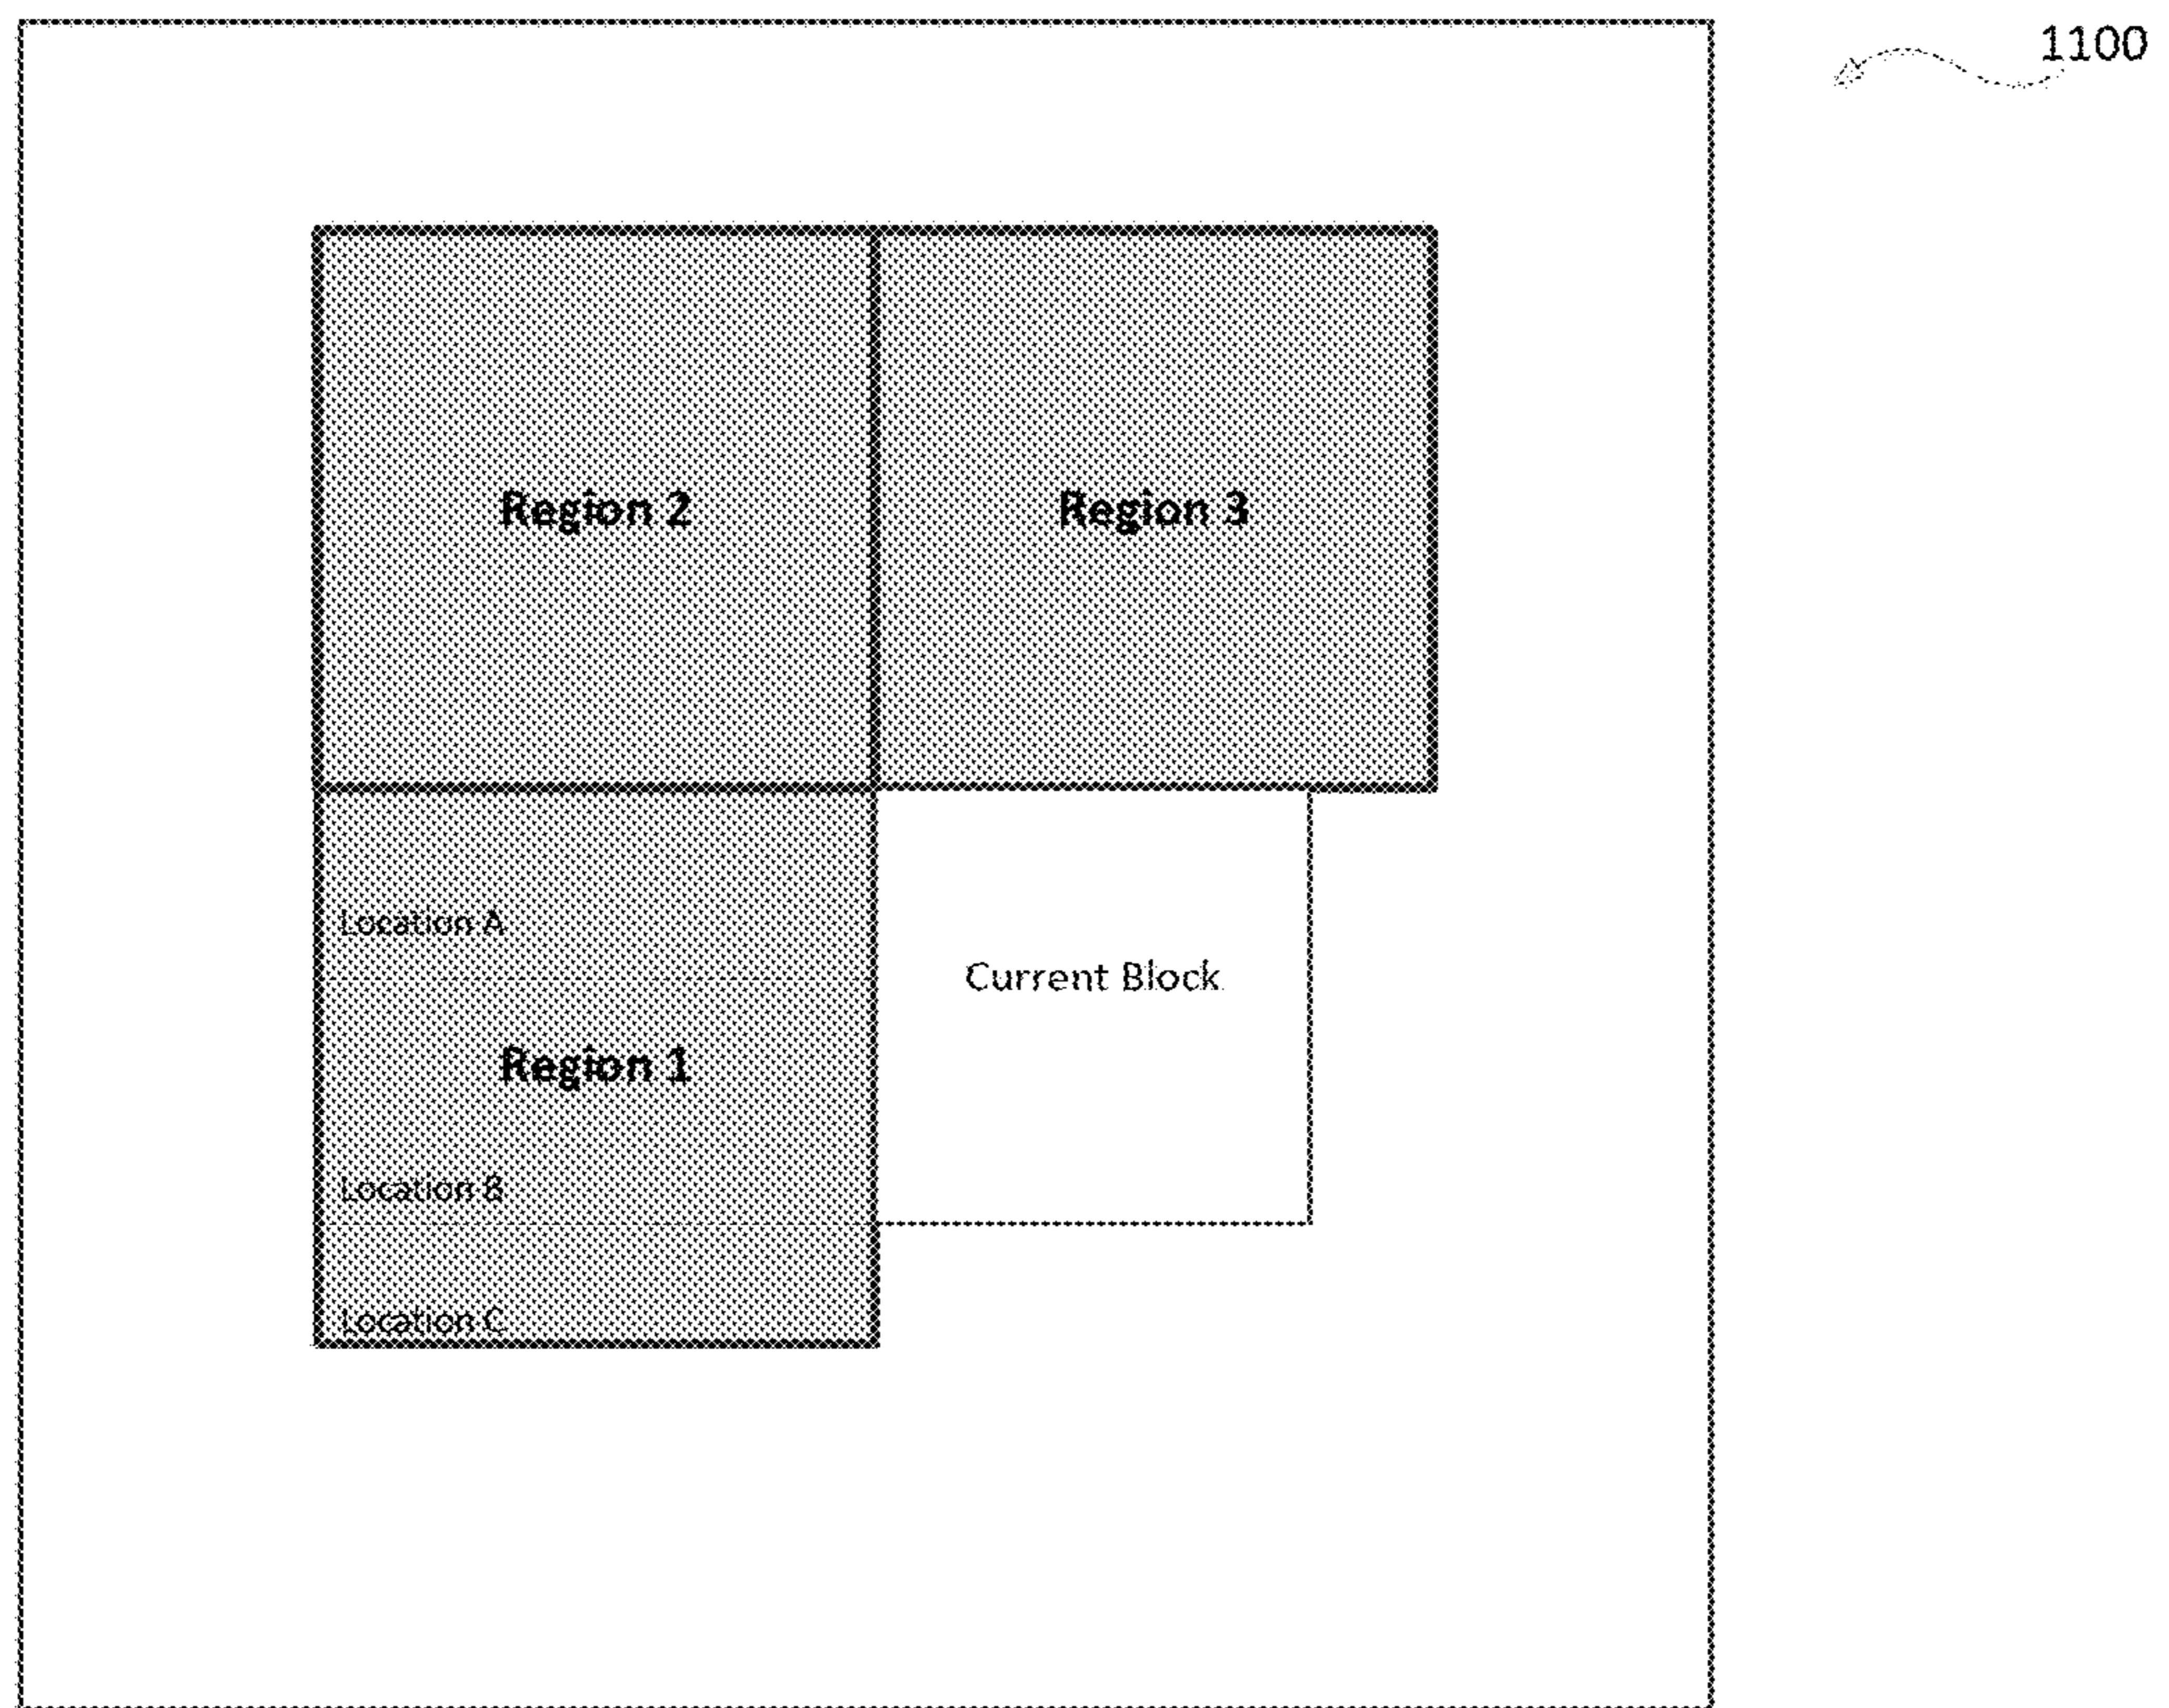 1100
Region 2
Region 3
Location A
Current Block
Region 1
Location B
Location C